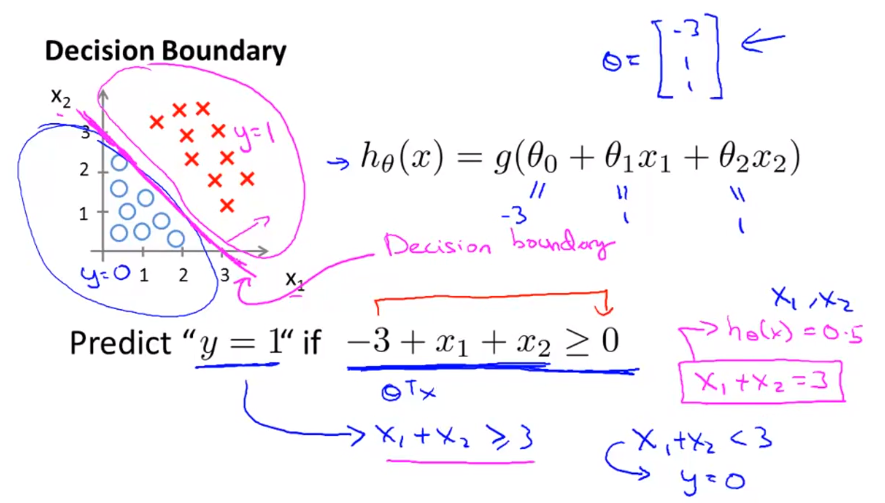 Decision Boundary
θ = [-3 1 1]
x₂
3
2
1
1 2 3
x₁
y=1
y=0
h_θ(x) = g(θ₀ + θ₁x₁ + θ₂x₂)
-3 1 1
Decision boundary
Predict “y = 1“ if −3 + x₁ + x₂ ≥ 0
θᵀx
x₁ + x₂ ≥ 3
x₁, x₂
h_θ(x) = 0.5
x₁ + x₂ = 3
x₁ + x₂ < 3
y = 0